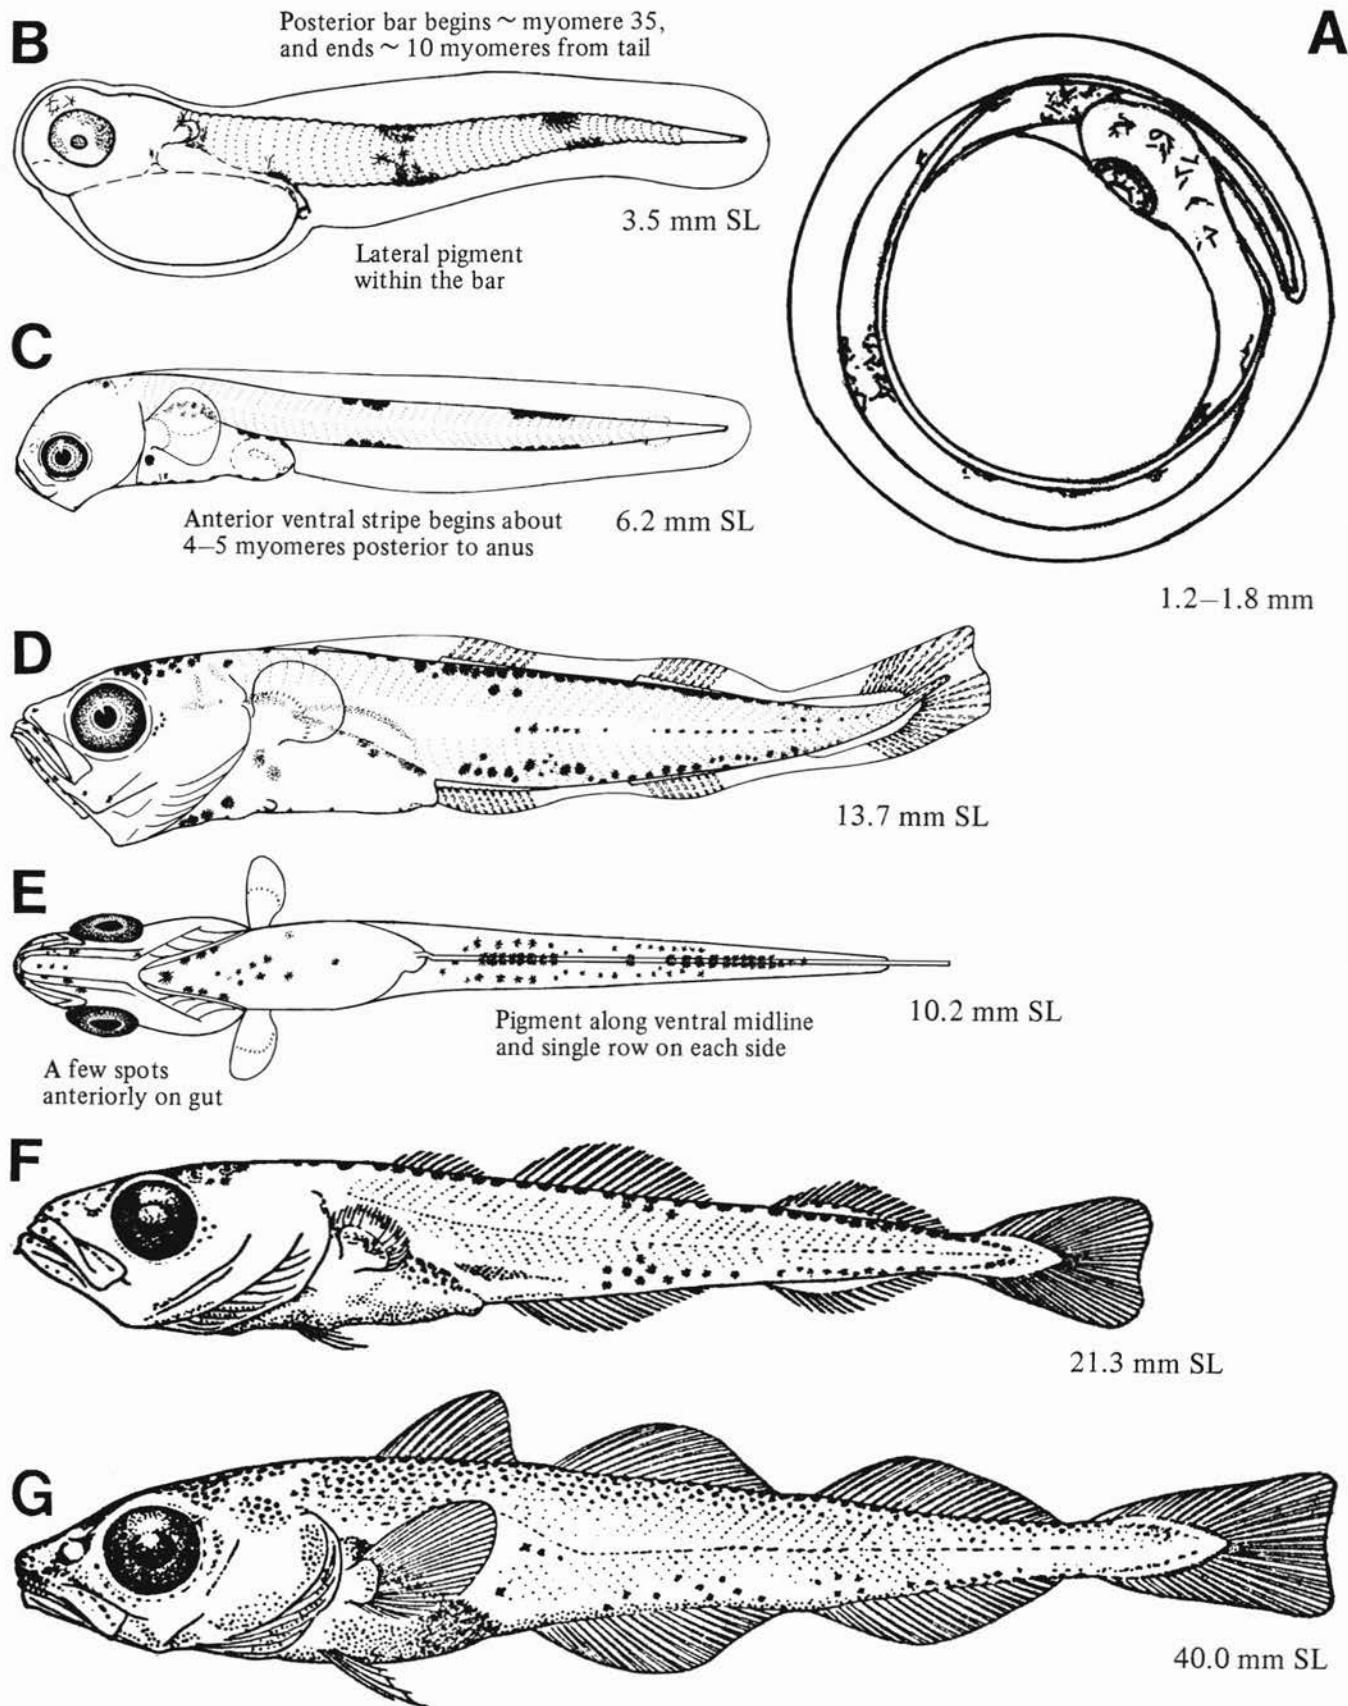 B
Posterior bar begins ~ myomere 35,
and ends ~ 10 myomeres from tail
A
3.5 mm SL
Lateral pigment
within the bar
C
Anterior ventral stripe begins about
4–5 myomeres posterior to anus
6.2 mm SL
1.2–1.8 mm
D
13.7 mm SL
E
10.2 mm SL
Pigment along ventral midline
and single row on each side
A few spots
anteriorly on gut
F
21.3 mm SL
G
40.0 mm SL